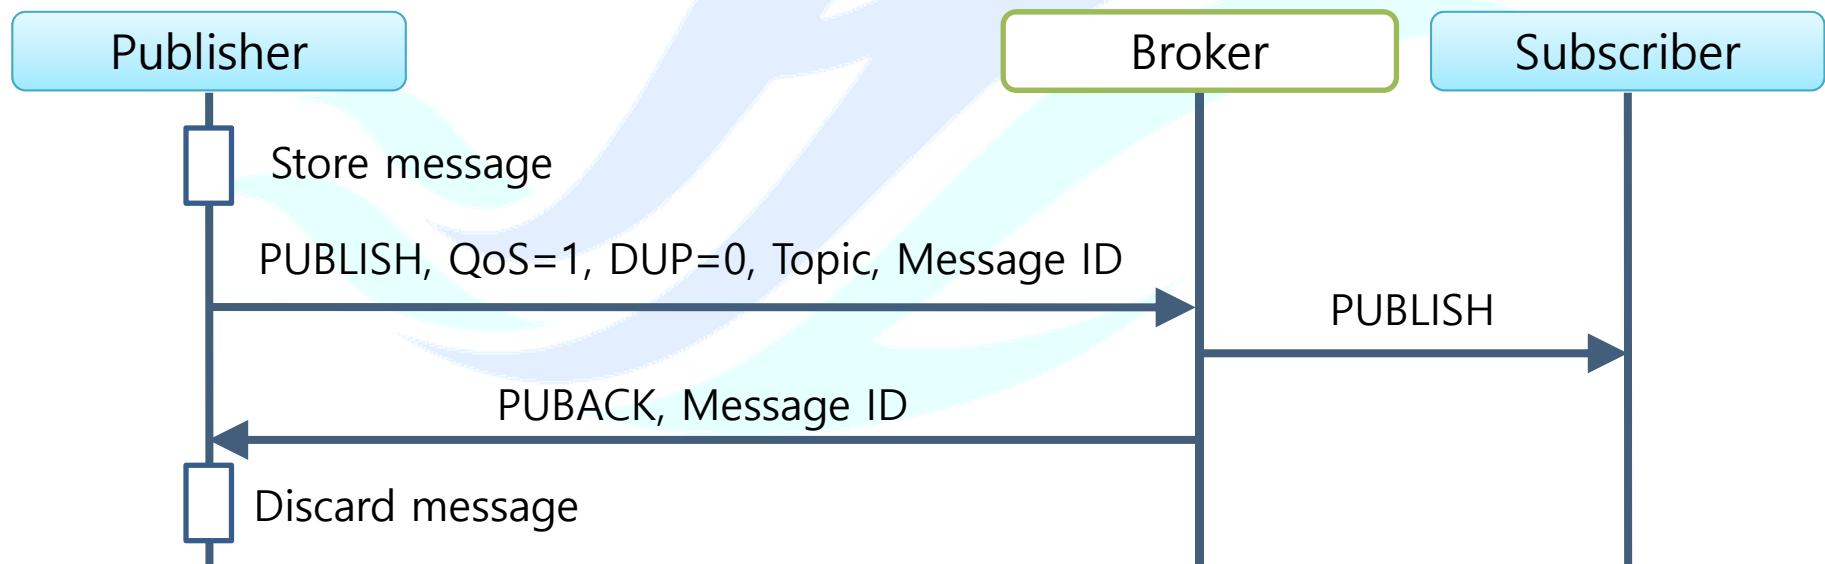 Publisher
Broker
Subscriber
Store message
PUBLISH, QoS=1, DUP=0, Topic, Message ID
PUBLISH
PUBACK, Message ID
Discard message